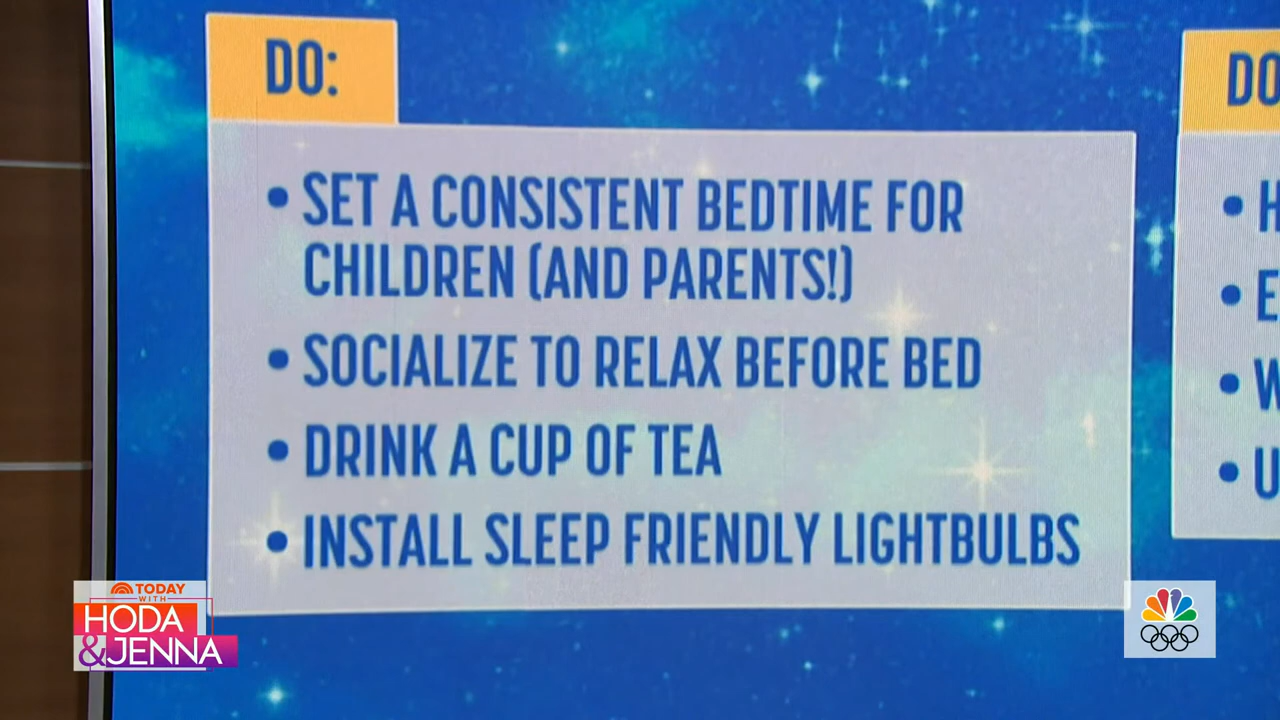 DO:
• SET A CONSISTENT BEDTIME FOR
CHILDREN (AND PARENTS!)
• SOCIALIZE TO RELAX BEFORE BED
• DRINK A CUP OF TEA
• INSTALL SLEEP FRIENDLY LIGHTBULBS
DO
• H
• E
• W
• U
TODAY
WITH
HODA
&JENNA